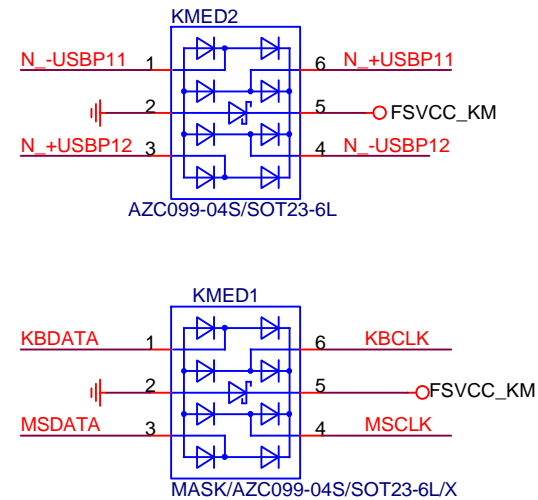 KMED2
N_-USBP11 1 6 N_+USBP11
2 5 FSVCC_KM
N_+USBP12 3 4 N_-USBP12
AZC099-04S/SOT23-6L
KMED1
KBDATA 1 6 KBCLK
2 5 FSVCC_KM
MSDATA 3 4 MSCLK
MASK/AZC099-04S/SOT23-6L/X